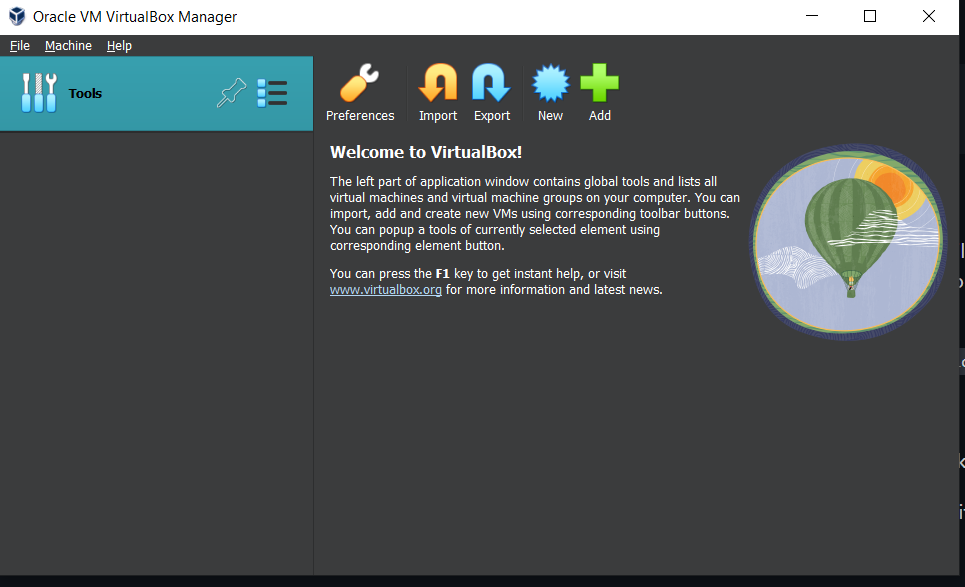 Oracle VM VirtualBox Manager
File Machine Help
Tools
Preferences Import Export New Add
Welcome to VirtualBox!
The left part of application window contains global tools and lists all
virtual machines and virtual machine groups on your computer. You can
import, add and create new VMs using corresponding toolbar buttons.
You can popup a tools of currently selected element using
corresponding element button.
You can press the F1 key to get instant help, or visit
www.virtualbox.org for more information and latest news.